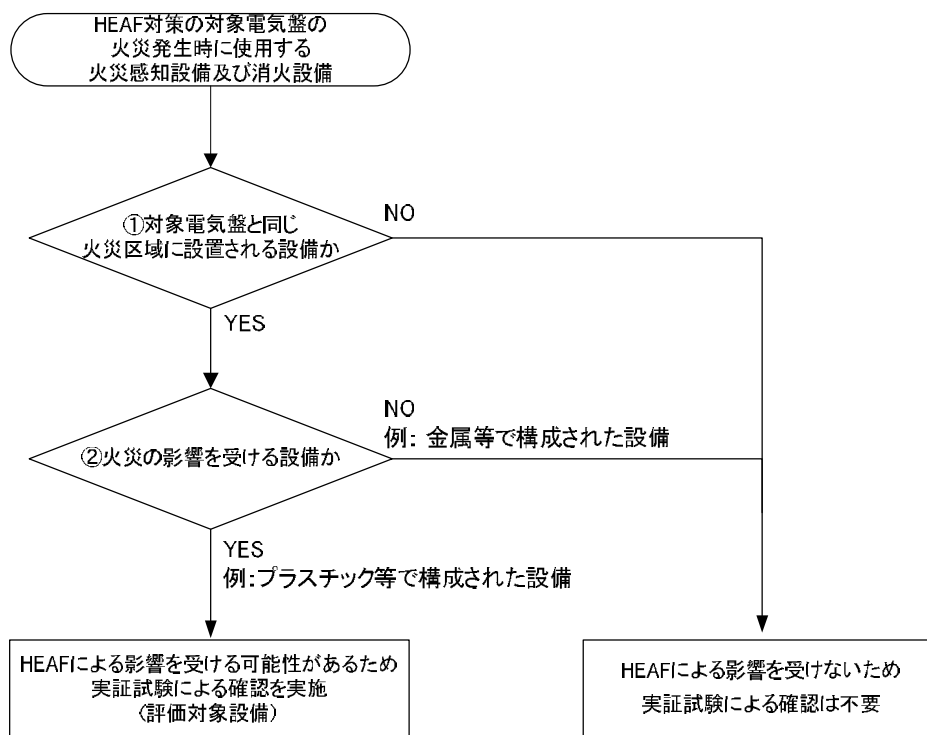 HEAF対策の対象電気盤の
火災発生時に使用する
火災感知設備及び消火設備
①対象電気盤と同じ
火災区域に設置される設備か
NO
YES
②火災の影響を受ける設備か
NO
例: 金属等で構成された設備
YES
例:プラスチック等で構成された設備
HEAFによる影響を受ける可能性があるため
実証試験による確認を実施
(評価対象設備)
HEAFによる影響を受けないため
実証試験による確認は不要